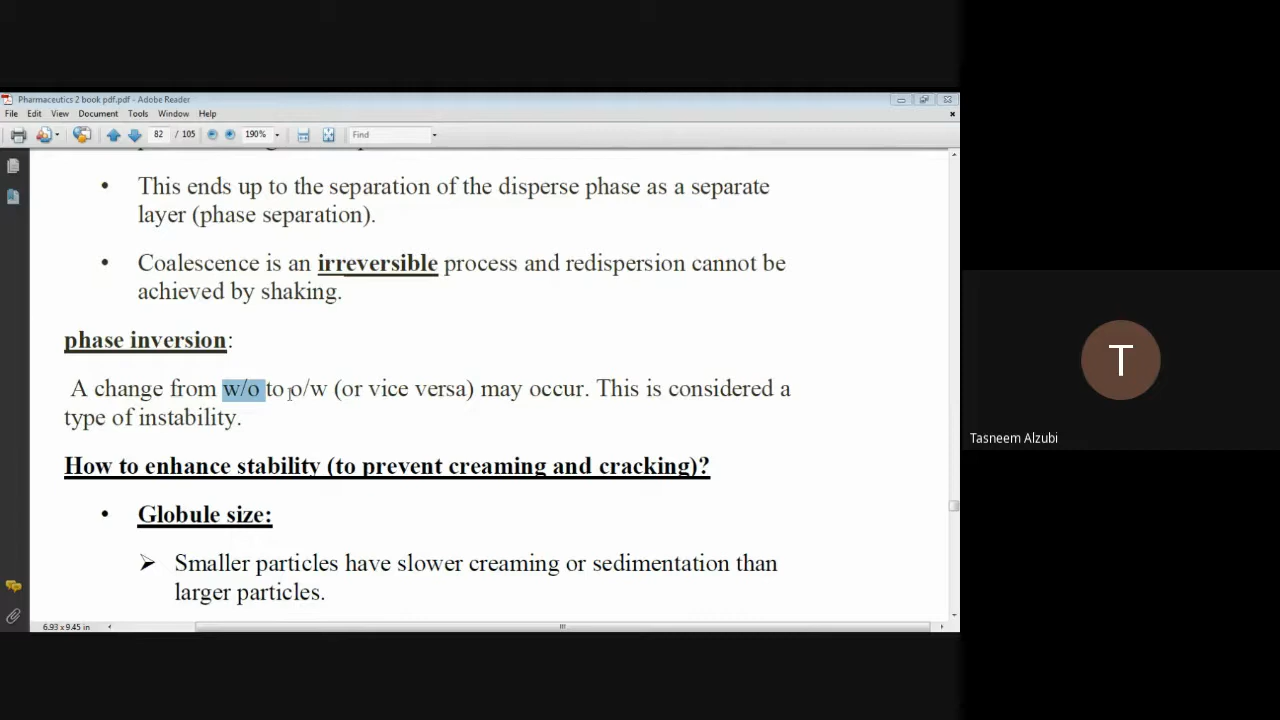 Pharmaceutics 2 book pdf.pdf - Adobe Reader
File Edit View Document Tools Window Help
82 / 105 190% Find
• This ends up to the separation of the disperse phase as a separate
layer (phase separation).
• Coalescence is an irreversible process and redispersion cannot be
achieved by shaking.
phase inversion:
A change from w/o to o/w (or vice versa) may occur. This is considered a
type of instability.
How to enhance stability (to prevent creaming and cracking)?
• Globule size:
➢ Smaller particles have slower creaming or sedimentation than
larger particles.
6.93 x 9.45 in
T
Tasneem Alzubi